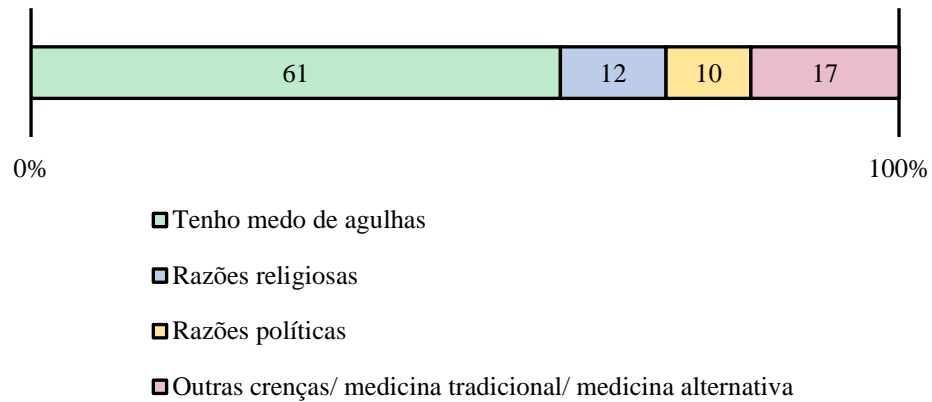 61 12 10 17
0% 100%
Tenho medo de agulhas
Razões religiosas
Razões políticas
Outras crenças/ medicina tradicional/ medicina alternativa